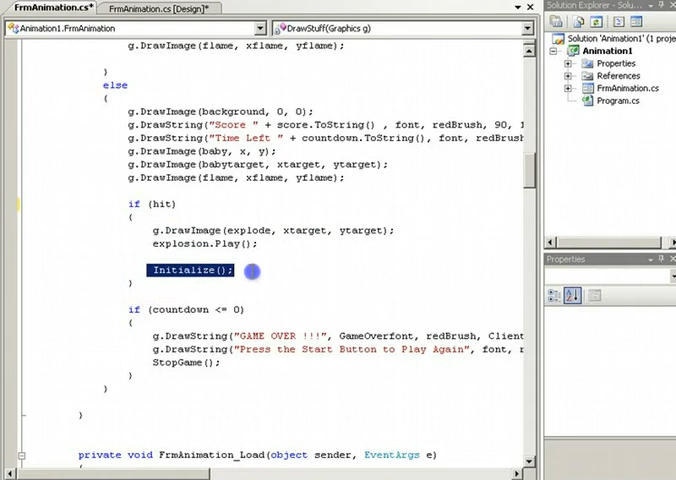 FrmAnimation.cs*
FrmAnimation.cs [Design]*
Animation1.FrmAnimation
DrawStuff(Graphics g)
g.DrawImage(flame, xflame, yflame);
}
else
{
g.DrawImage(background, 0, 0);
g.DrawString("Score " + score.ToString() , font, redBrush, 90, 1
g.DrawString("Time Left " + countdown.ToString(), font, redBrush
g.DrawImage(baby, x, y);
g.DrawImage(babytarget, xtarget, ytarget);
g.DrawImage(flame, xflame, yflame);
if (hit)
{
g.DrawImage(explode, xtarget, ytarget);
explosion.Play();
Initialize();
}
if (countdown <= 0)
{
g.DrawString("GAME OVER !!!", GameOverfont, redBrush, Client
g.DrawString("Press the Start Button to Play Again", font, r
StopGame();
}
}
}
private void FrmAnimation_Load(object sender, EventArgs e)
Solution Explorer - Solu...
Solution 'Animation1' (1 proje
Animation1
Properties
References
FrmAnimation.cs
Program.cs
Properties